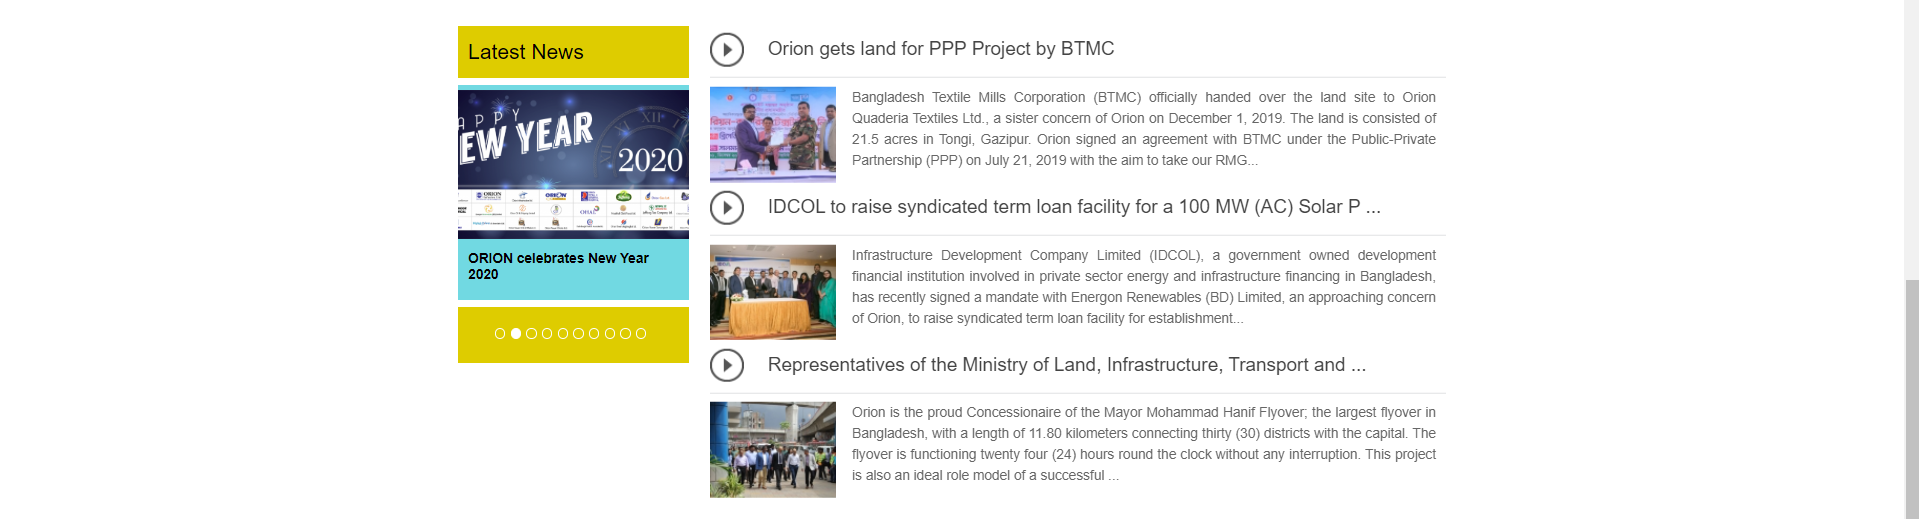 Latest News
HAPPY
NEW YEAR
2020
ORION celebrates New Year
2020
Orion gets land for PPP Project by BTMC
Bangladesh Textile Mills Corporation (BTMC) officially handed over the land site to Orion
Quaderia Textiles Ltd., a sister concern of Orion on December 1, 2019. The land is consisted of
21.5 acres in Tongi, Gazipur. Orion signed an agreement with BTMC under the Public-Private
Partnership (PPP) on July 21, 2019 with the aim to take our RMG...
IDCOL to raise syndicated term loan facility for a 100 MW (AC) Solar P ...
Infrastructure Development Company Limited (IDCOL), a government owned development
financial institution involved in private sector energy and infrastructure financing in Bangladesh,
has recently signed a mandate with Energon Renewables (BD) Limited, an approaching concern
of Orion, to raise syndicated term loan facility for establishment...
Representatives of the Ministry of Land, Infrastructure, Transport and ...
Orion is the proud Concessionaire of the Mayor Mohammad Hanif Flyover; the largest flyover in
Bangladesh, with a length of 11.80 kilometers connecting thirty (30) districts with the capital. The
flyover is functioning twenty four (24) hours round the clock without any interruption. This project
is also an ideal role model of a successful ...